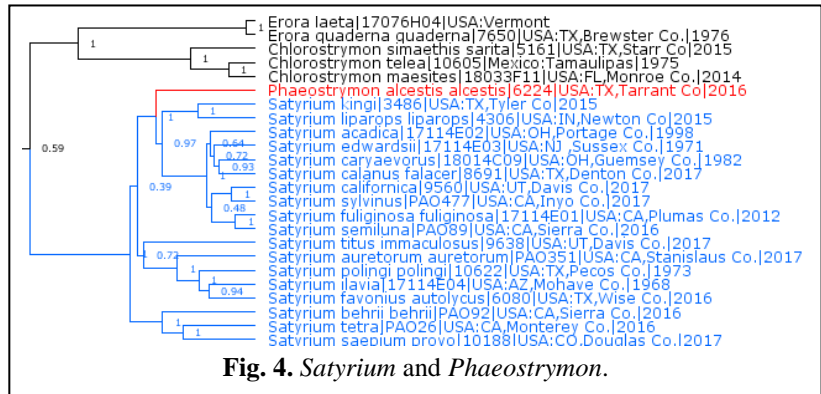 Erora laeta|17076H04|USA:Vermont
Erora quaderna quaderna|7650|USA:TX,Brewster Co.|1976
Chlorostrymon simaethis sarita|5161|USA:TX,Starr Co|2015
Chlorostrymon telea|10605|Mexico:Tamaulipas|1975
Chlorostrymon maesites|18033F11|USA:FL,Monroe Co.|2014
Phaeostrymon alcestis alcestis|6224|USA:TX,Tarrant Co|2016
Satyrium kingi|3486|USA:TX,Tyler Co|2015
Satyrium liparops liparops|4306|USA:IN,Newton Co|2015
Satyrium acadica|17114E02|USA:OH,Portage Co.|1998
Satyrium edwardsii|17114E03|USA:NJ ,Sussex Co.|1971
Satyrium caryaevorus|18014C09|USA:OH,Guemsey Co.|1982
Satyrium calanus falacer|8691|USA:TX,Denton Co.|2017
Satyrium californica|9560|USA:UT,Davis Co.|2017
Satyrium sylvinus|PAO477|USA:CA,Inyo Co.|2017
Satyrium fuliginosa fuliginosa|17114E01|USA:CA,Plumas Co.|2012
Satyrium semiluna|PAO89|USA:CA,Sierra Co.|2016
Satyrium titus immaculosus|9638|USA:UT,Davis Co.|2017
Satyrium auretorum auretorum|PAO351|USA:CA,Stanislaus Co.|2017
Satyrium polingi polingi|10622|USA:TX,Pecos Co.|1973
Satyrium ilavia|17114E04|USA:AZ,Mohave Co.|1968
Satyrium favonius autolycus|6080|USA:TX,Wise Co.|2016
Satyrium behrii behrii|PAO92|USA:CA,Sierra Co.|2016
Satyrium tetra|PAO26|USA:CA,Monterey Co.|2016
Satyrium saepium provo|10188|USA:CO,Douglas Co.|2017
1
1
1
1
0.59
1
1
0.97
0.64
0.72
0.93
0.39
1
1
0.48
1
1
0.72
1
1
0.94
1
1
Fig. 4. Satyrium and Phaeostrymon.